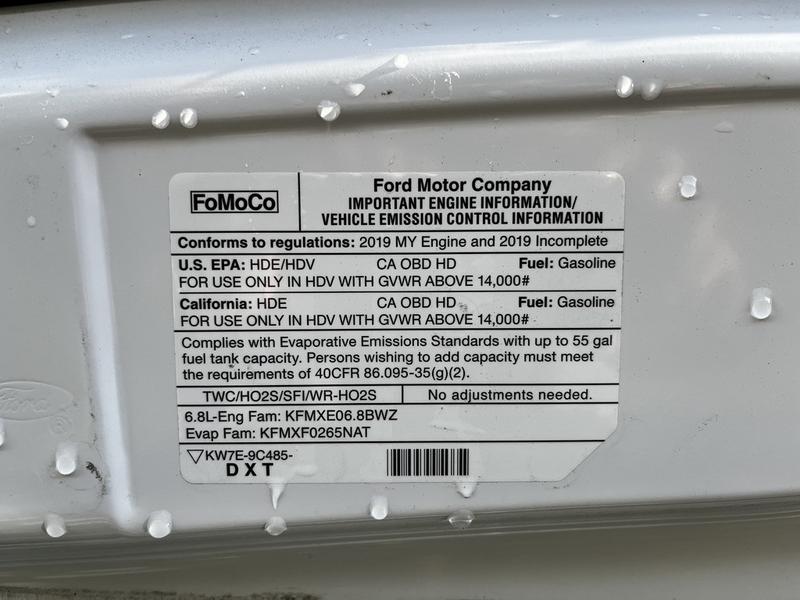 FoMoCo
Ford Motor Company
IMPORTANT ENGINE INFORMATION/
VEHICLE EMISSION CONTROL INFORMATION
Conforms to regulations: 2019 MY Engine and 2019 Incomplete
U.S. EPA: HDE/HDV CA OBD HD Fuel: Gasoline
FOR USE ONLY IN HDV WITH GVWR ABOVE 14,000#
California: HDE CA OBD HD Fuel: Gasoline
FOR USE ONLY IN HDV WITH GVWR ABOVE 14,000#
Complies with Evaporative Emissions Standards with up to 55 gal
fuel tank capacity. Persons wishing to add capacity must meet
the requirements of 40CFR 86.095-35(g)(2).
TWC/HO2S/SFI/WR-HO2S No adjustments needed.
6.8L-Eng Fam: KFMXE06.8BWZ
Evap Fam: KFMXF0265NAT
KW7E-9C485-
DXT
Ford